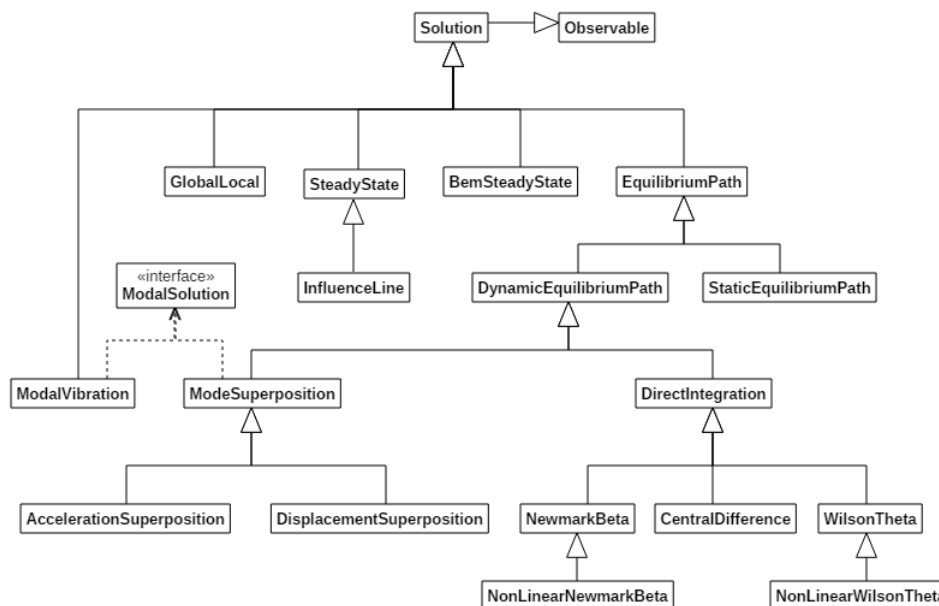 Solution
Observable
GlobalLocal
SteadyState
BemSteadyState
EquilibriumPath
«interface»
ModalSolution
InfluenceLine
DynamicEquilibriumPath
StaticEquilibriumPath
ModalVibration
ModeSuperposition
DirectIntegration
AccelerationSuperposition
DisplacementSuperposition
NewmarkBeta
CentralDifference
WilsonTheta
NonLinearNewmarkBeta
NonLinearWilsonTheta